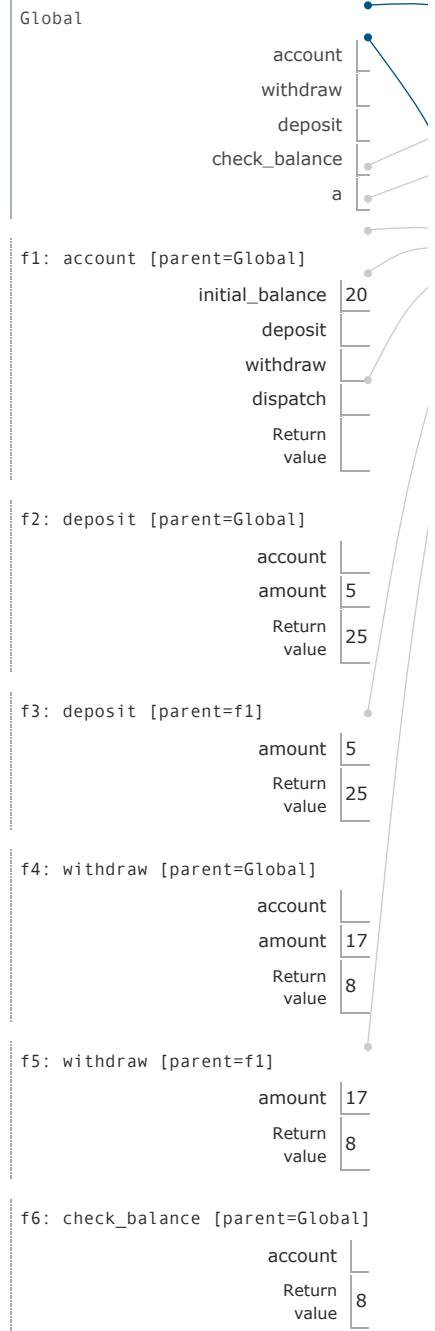 Global
account
withdraw
deposit
check_balance
a
f1: account [parent=Global]
initial_balance 20
deposit
withdraw
dispatch
Return
value
f2: deposit [parent=Global]
account
amount 5
Return
value 25
f3: deposit [parent=f1]
amount 5
Return
value 25
f4: withdraw [parent=Global]
account
amount 17
Return
value 8
f5: withdraw [parent=f1]
amount 17
Return
value 8
f6: check_balance [parent=Global]
account
Return
value 8